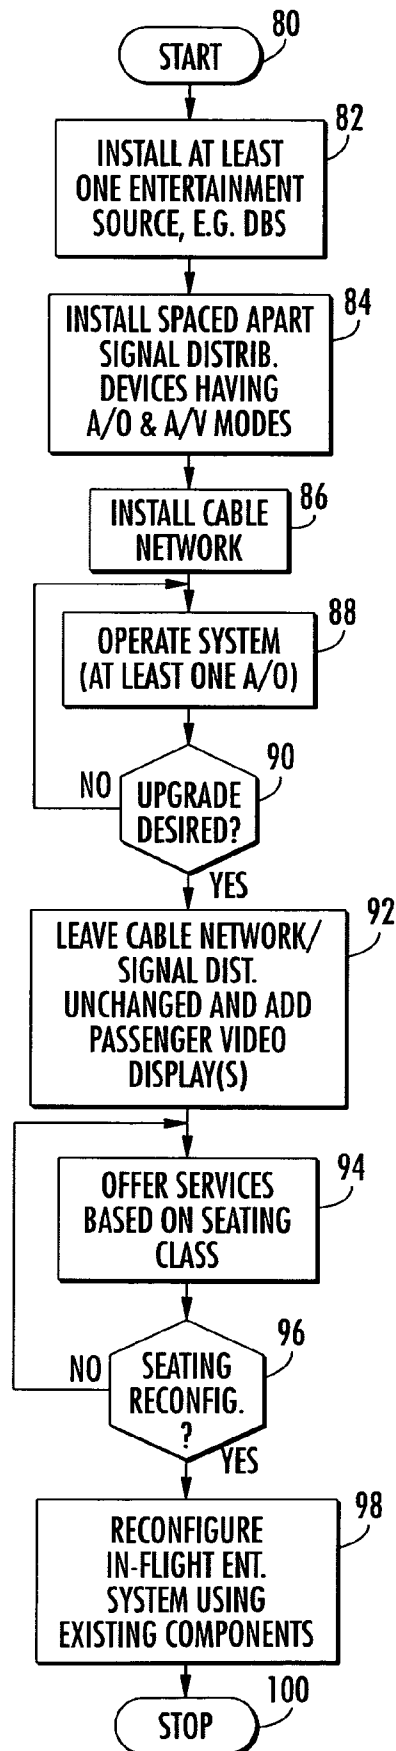 80
START
82
INSTALL AT LEAST
ONE ENTERTAINMENT
SOURCE, E.G. DBS
84
INSTALL SPACED APART
SIGNAL DISTRIB.
DEVICES HAVING
A/O & A/V MODES
86
INSTALL CABLE
NETWORK
88
OPERATE SYSTEM
(AT LEAST ONE A/O)
90
NO
UPGRADE
DESIRED?
YES
92
LEAVE CABLE NETWORK/
SIGNAL DIST.
UNCHANGED AND ADD
PASSENGER VIDEO
DISPLAY(S)
94
OFFER SERVICES
BASED ON SEATING
CLASS
96
NO
SEATING
RECONFIG.
?
YES
98
RECONFIGURE
IN-FLIGHT ENT.
SYSTEM USING
EXISTING COMPONENTS
100
STOP